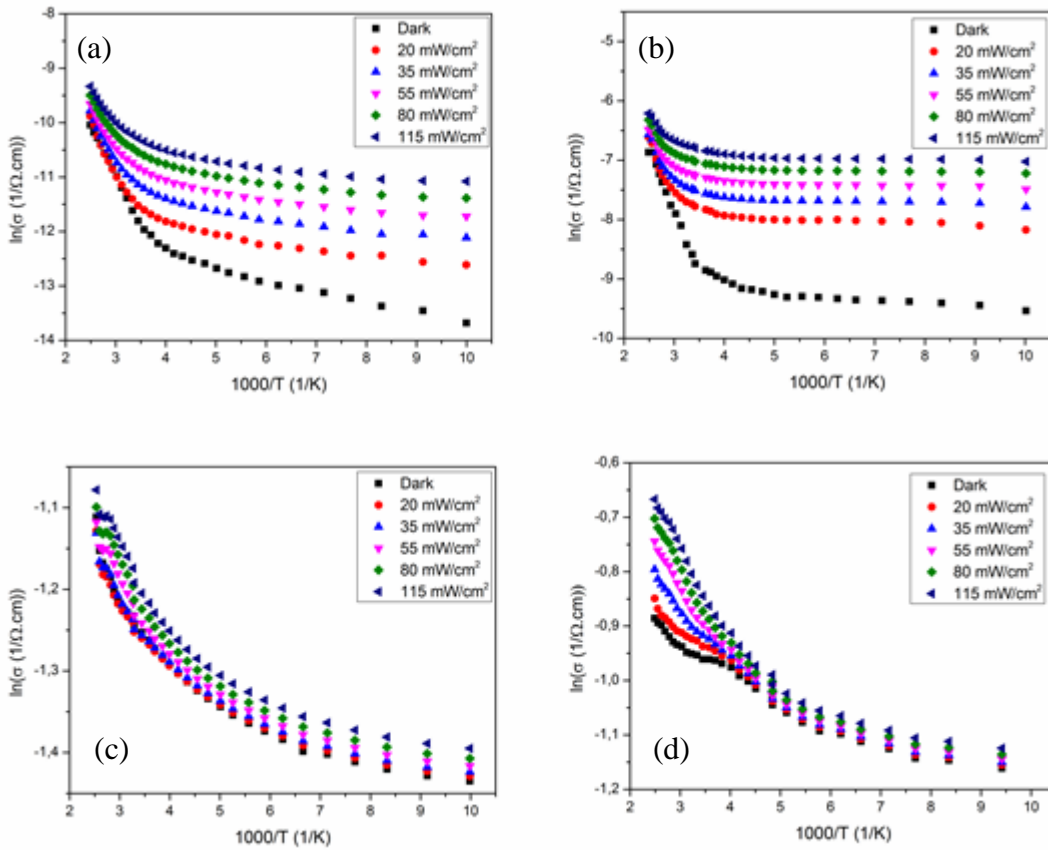 (a)
Dark
20 mW/cm²
35 mW/cm²
55 mW/cm²
80 mW/cm²
115 mW/cm²
-8
-9
-10
-11
-12
-13
-14
ln(σ (1/Ω.cm))
2 3 4 5 6 7 8 9 10
1000/T (1/K)
(b)
Dark
20 mW/cm²
35 mW/cm²
55 mW/cm²
80 mW/cm²
115 mW/cm²
-5
-6
-7
-8
-9
-10
ln(σ (1/Ω.cm))
2 3 4 5 6 7 8 9 10
1000/T (1/K)
(c)
Dark
20 mW/cm²
35 mW/cm²
55 mW/cm²
80 mW/cm²
115 mW/cm²
-1,1
-1,2
-1,3
-1,4
ln(σ (1/Ω.cm))
2 3 4 5 6 7 8 9 10
1000/T (1/K)
(d)
Dark
20 mW/cm²
35 mW/cm²
55 mW/cm²
80 mW/cm²
115 mW/cm²
-0,6
-0,7
-0,8
-0,9
-1,0
-1,1
-1,2
ln(σ (1/Ω.cm))
2 3 4 5 6 7 8 9 10
1000/T (1/K)